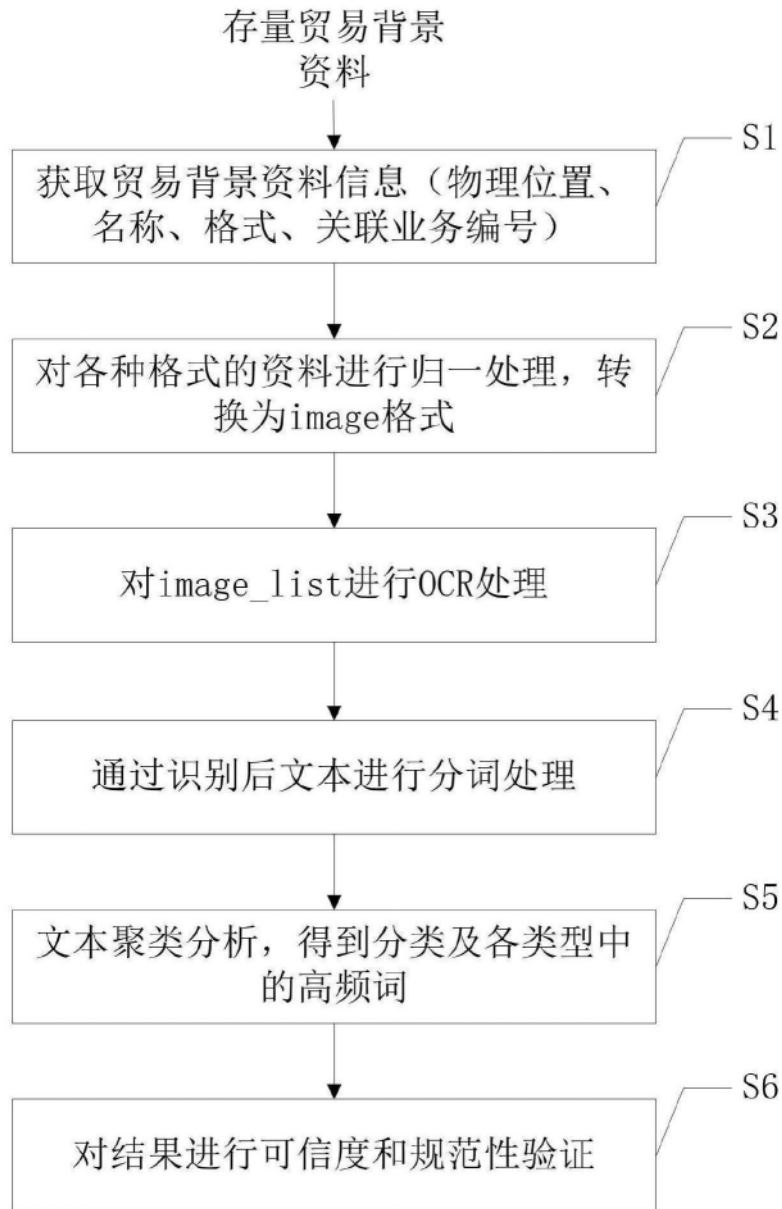 存量贸易背景
资料
S1
获取贸易背景资料信息（物理位置、
名称、格式、关联业务编号）
S2
对各种格式的资料进行归一处理，转
换为image格式
S3
对image_list进行OCR处理
S4
通过识别后文本进行分词处理
S5
文本聚类分析，得到分类及各类型中
的高频词
S6
对结果进行可信度和规范性验证